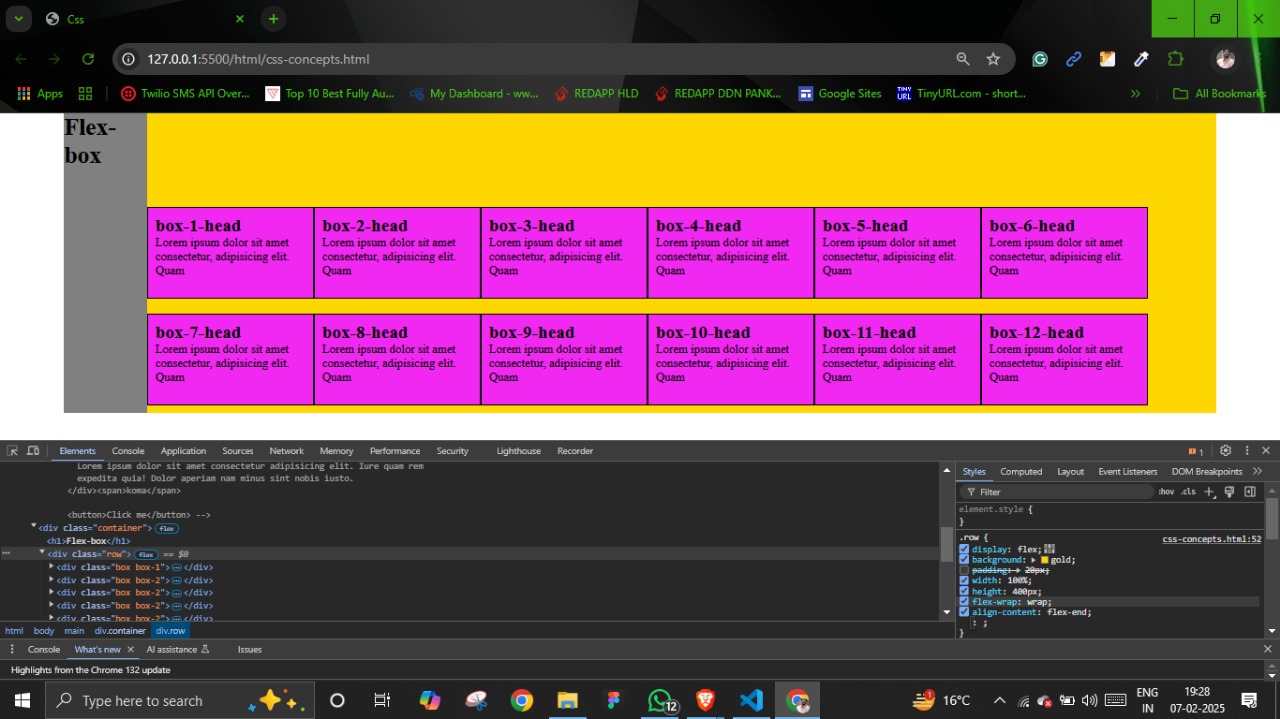 Css
127.0.0.1:5500/html/css-concepts.html
Apps
Twilio SMS API Over...
Top 10 Best Fully Au...
My Dashboard - ww...
REDAPP HLD
REDAPP DDN PANK...
Google Sites
TINY URL
TinyURL.com - short...
»
All Bookmarks
Flex-
box
box-1-head
Lorem ipsum dolor sit amet
consectetur, adipisicing elit.
Quam
box-2-head
Lorem ipsum dolor sit amet
consectetur, adipisicing elit.
Quam
box-3-head
Lorem ipsum dolor sit amet
consectetur, adipisicing elit.
Quam
box-4-head
Lorem ipsum dolor sit amet
consectetur, adipisicing elit.
Quam
box-5-head
Lorem ipsum dolor sit amet
consectetur, adipisicing elit.
Quam
box-6-head
Lorem ipsum dolor sit amet
consectetur, adipisicing elit.
Quam
box-7-head
Lorem ipsum dolor sit amet
consectetur, adipisicing elit.
Quam
box-8-head
Lorem ipsum dolor sit amet
consectetur, adipisicing elit.
Quam
box-9-head
Lorem ipsum dolor sit amet
consectetur, adipisicing elit.
Quam
box-10-head
Lorem ipsum dolor sit amet
consectetur, adipisicing elit.
Quam
box-11-head
Lorem ipsum dolor sit amet
consectetur, adipisicing elit.
Quam
box-12-head
Lorem ipsum dolor sit amet
consectetur, adipisicing elit.
Quam
Elements Console Application Sources Network Memory Performance Security Lighthouse Recorder
1
Lorem ipsum dolor sit amet consectetur adipisicing elit. Iure quam rem
expedita quia! Dolor aperiam nam minus sint nobis iusto.
</div><span>koma</span>
<button>Click me</button> -->
<div class="container"> flex
<h1>Flex-box</h1>
<div class="row"> flex == $0
<div class="box box-1"> … </div>
<div class="box box-2"> … </div>
<div class="box box-2"> … </div>
<div class="box box-2"> … </div>
<div class="box box-2"> … </div>
html body main div.container div.row
Styles Computed Layout Event Listeners DOM Breakpoints »
Filter :hov .cls
element.style {
}
.row { css-concepts.html:52
display: flex;
background: gold;
padding: 20px;
width: 100%;
height: 400px;
flex-wrap: wrap;
align-content: flex-end;
: ;
}
Console What's new AI assistance Issues
Highlights from the Chrome 132 update
Type here to search
12
1
16°C
ENG
IN
19:28
07-02-2025